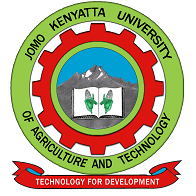 JOMO KENYATTA UNIVERSITY
OF AGRICULTURE AND TECHNOLOGY
TECHNOLOGY FOR DEVELOPMENT